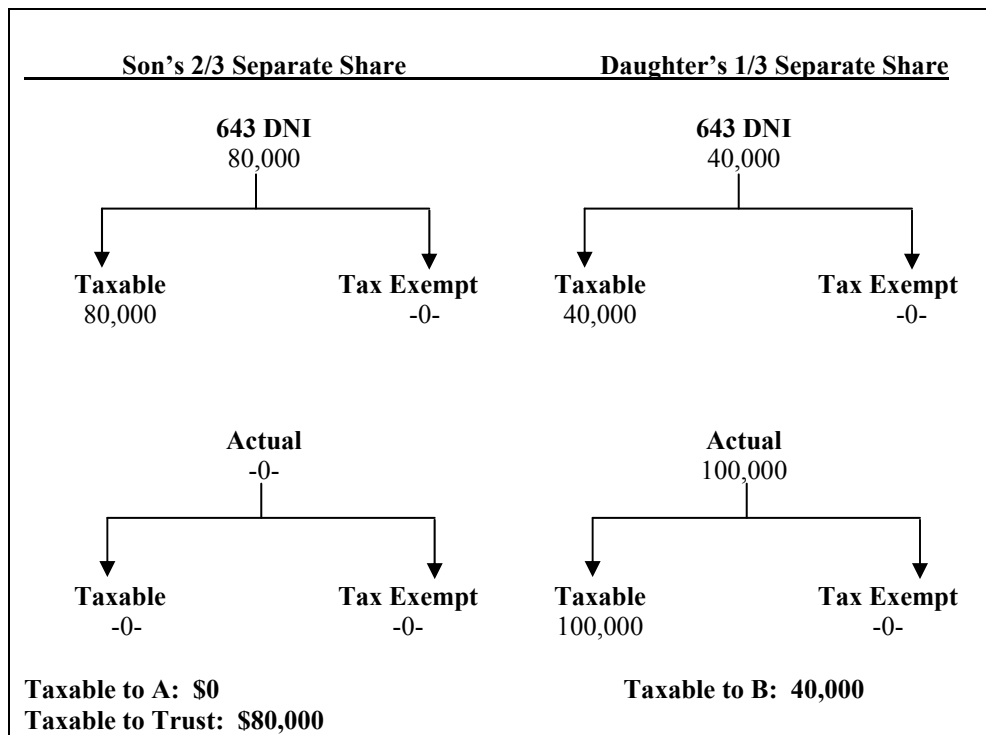 Son's 2/3 Separate Share Daughter's 1/3 Separate Share
643 DNI 643 DNI
80,000 40,000
Taxable Tax Exempt Taxable Tax Exempt
80,000 -0- 40,000 -0-
Actual Actual
-0- 100,000
Taxable Tax Exempt Taxable Tax Exempt
-0- -0- 100,000 -0-
Taxable to A: $0 Taxable to B: 40,000
Taxable to Trust: $80,000